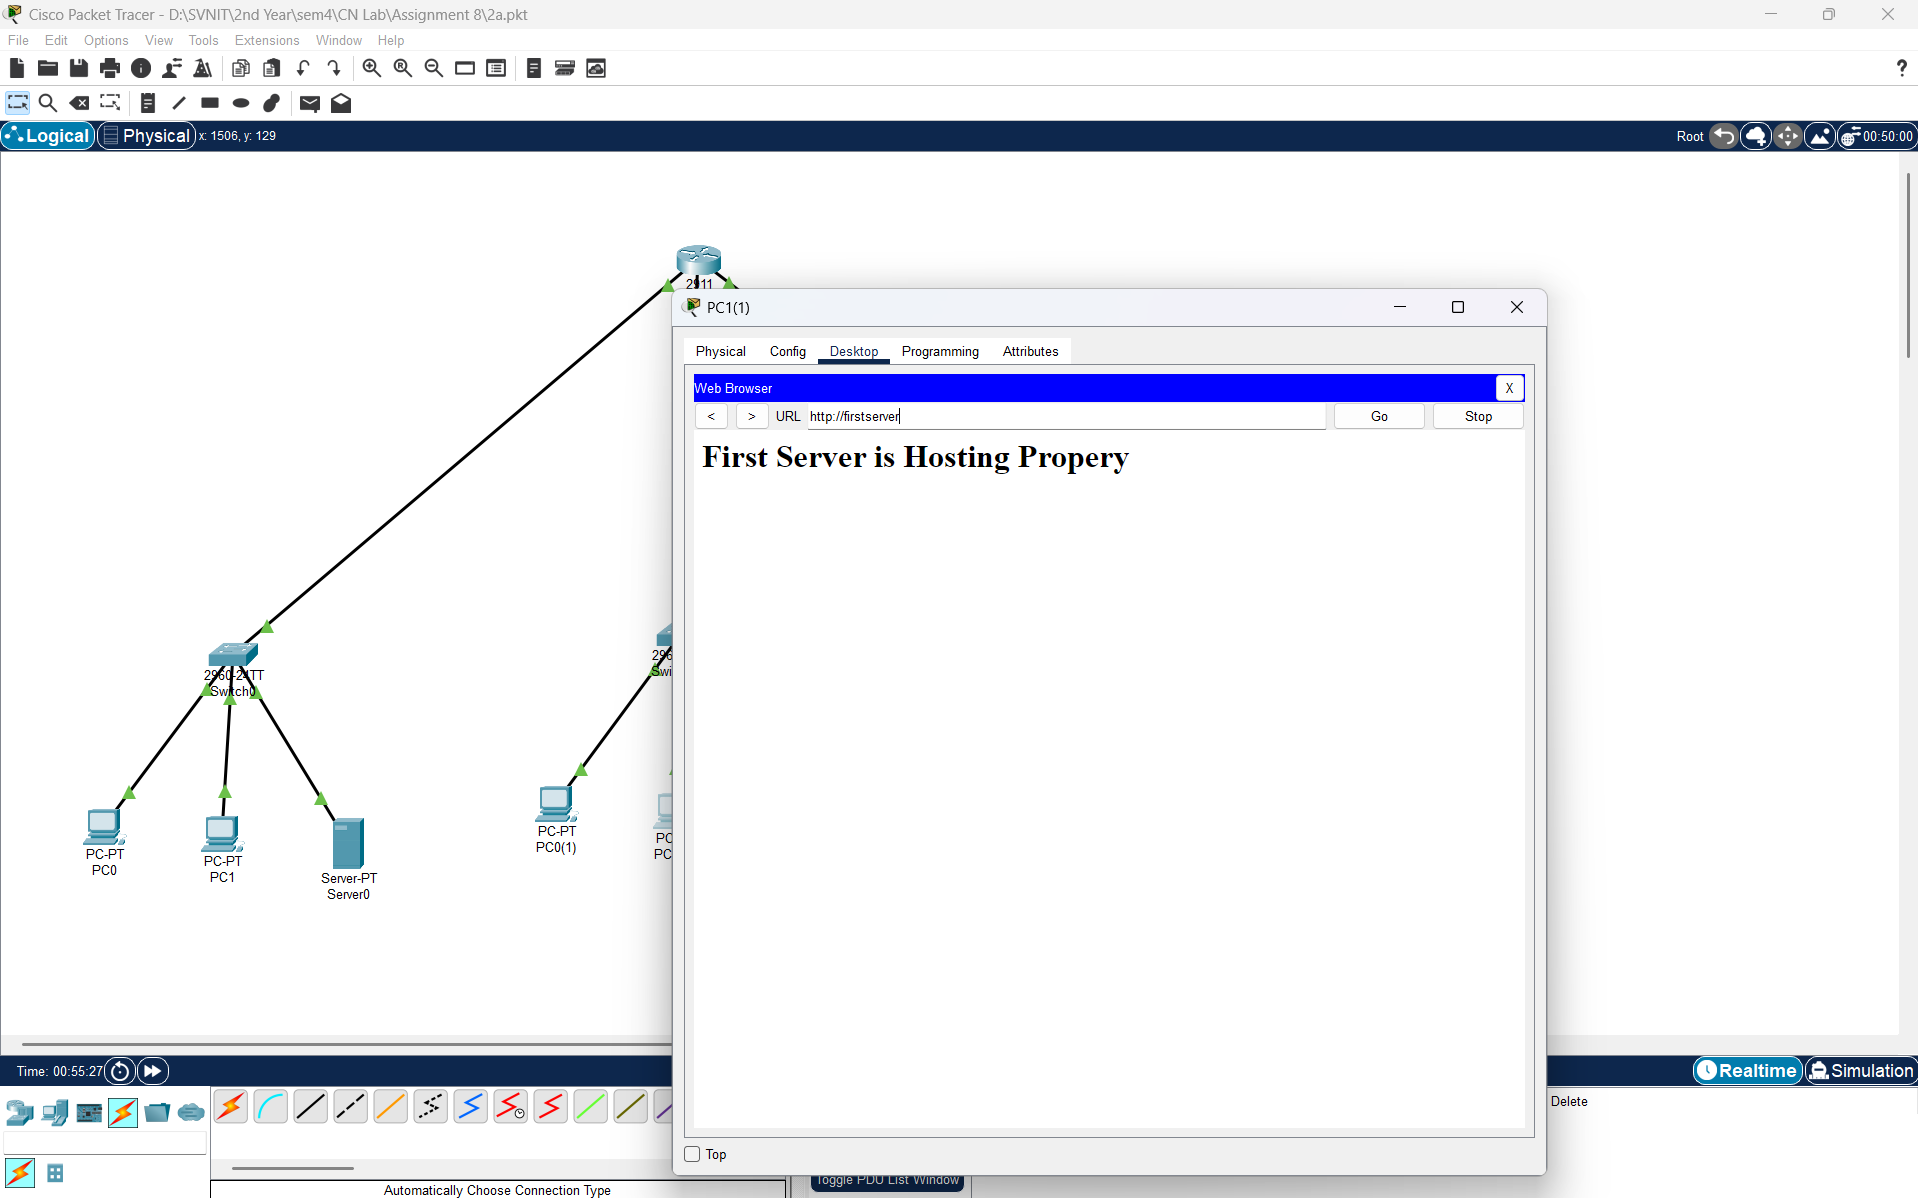 Cisco Packet Tracer - D:\SVNIT\2nd Year\sem4\CN Lab\Assignment 8\2a.pkt
File Edit Options View Tools Extensions Window Help
?
Logical Physical x: 1506, y: 129 Root 00:50:00
2911
PC1(1)
Physical Config Desktop Programming Attributes
Web Browser X
< > URL http://firstserver Go Stop
First Server is Hosting Propery
2960-24TT
Switch0
296
Swi
PC-PT
PC0
PC-PT
PC1
Server-PT
Server0
PC-PT
PC0(1)
PC
PC
Time: 00:55:27 Realtime Simulation
Delete
Top
Toggle PDU List Window
Automatically Choose Connection Type